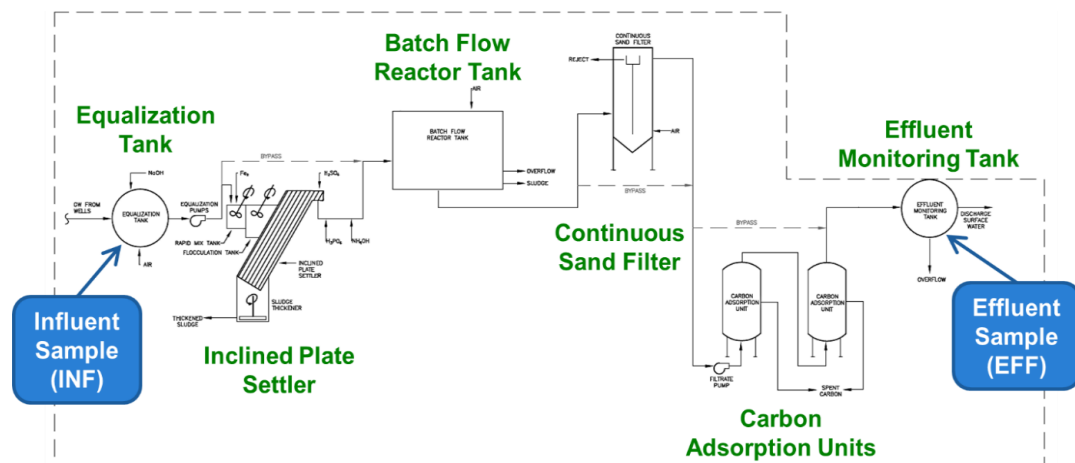 Batch Flow
Reactor Tank
Equalization
Tank
Effluent
Monitoring Tank
Continuous
Sand Filter
Inclined Plate
Settler
Carbon
Adsorption Units
Influent
Sample
(INF)
Effluent
Sample
(EFF)
CONTINUOUS
SAND FILTER
REJECT
AIR
AIR
BATCH FLOW
REACTOR TANK
OVERFLOW
SLUDGE
BYPASS
BYPASS
BYPASS
NaOH
GW FROM
WELLS
EQUALIZATION
TANK
AIR
EQUALIZATION
PUMPS
RAPID MIX TANK
FLOCCULATION TANK
H₂SO₄
H₃PO₄
NH₄OH
INCLINED
PLATE
SETTLER
SLUDGE
THICKENER
THICKENED
SLUDGE
CARBON
ADSORPTION
UNIT
CARBON
ADSORPTION
UNIT
FILTRATE
PUMP
SPENT
CARBON
EFFLUENT
MONITORING
TANK
DISCHARGE
SURFACE
WATER
OVERFLOW